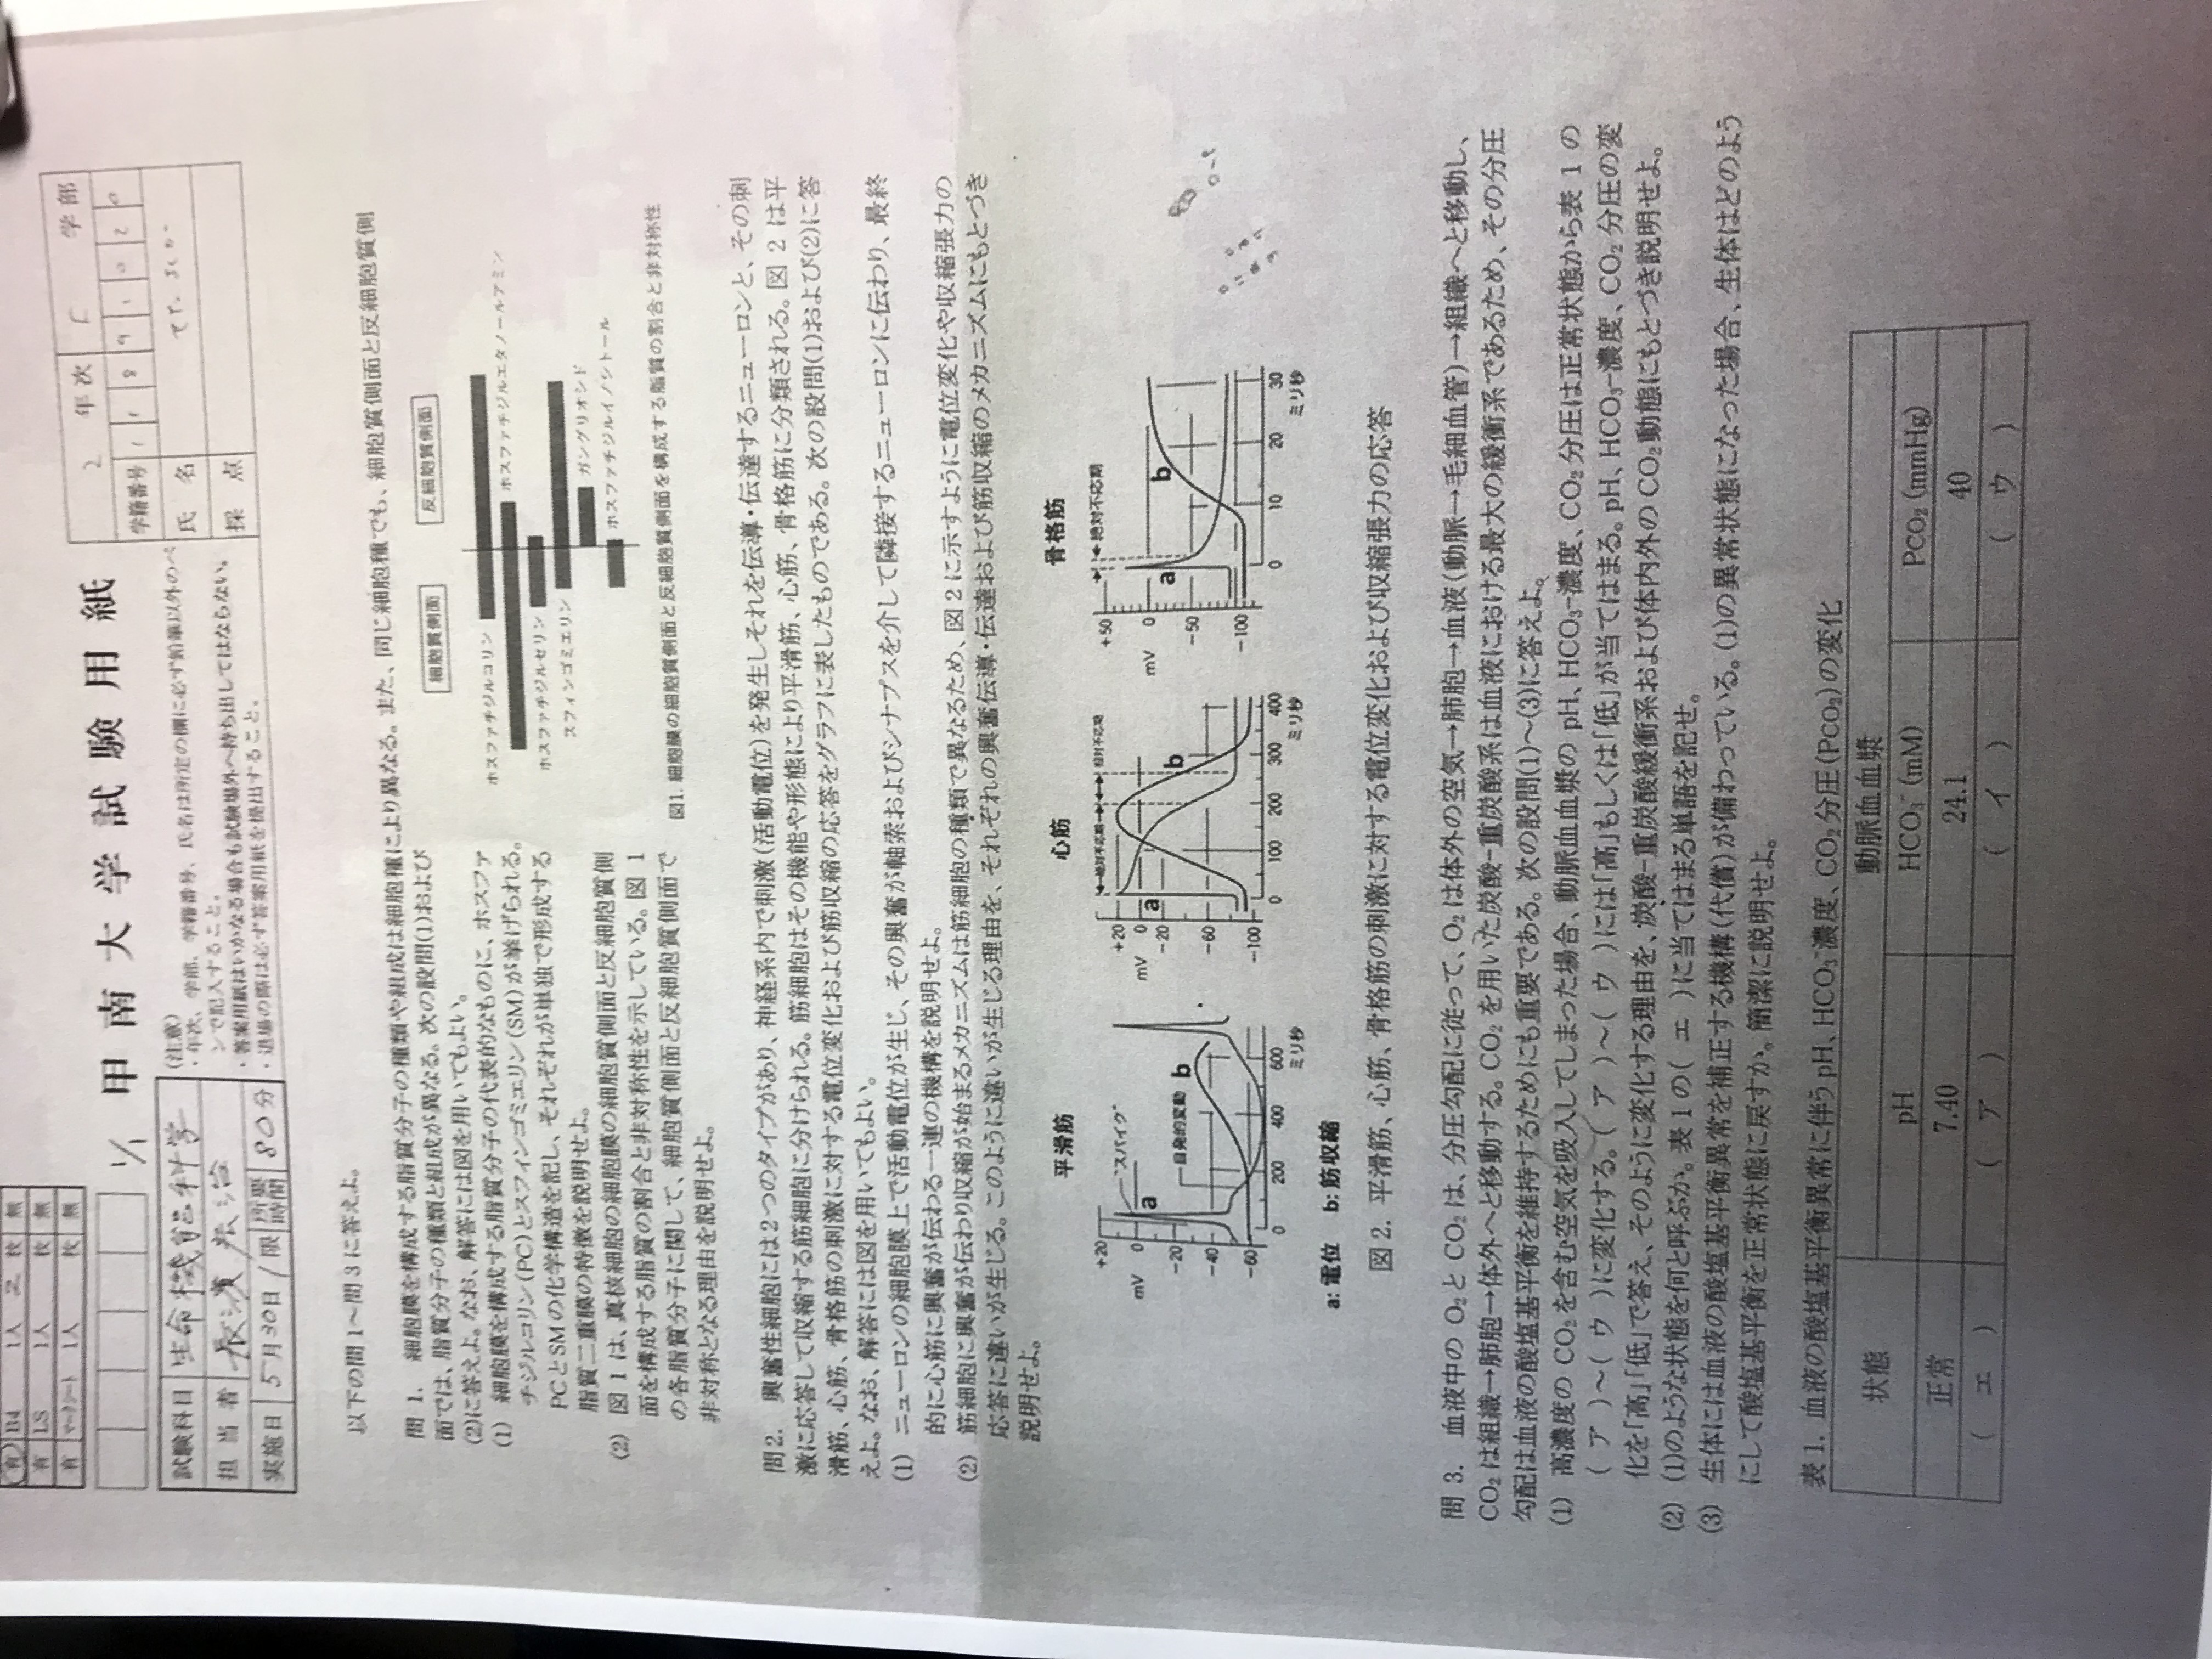 有 Bd 1人 2 枚 無
有 LS 1人 枚 無
有 マークシート 1人 枚 無
1/1 甲南大学試験用紙
2 年次 学部
学籍番号 1 1 8 9 1 0 2 0
氏名
採点
試験科目 生命機能科学
担当者 長濱宏治
実施日 5月30日 1限 所要時間 80分
(注意)
・年次、学部、学籍番号、氏名は所定の欄に必ず鉛筆以外のペ
ンで記入すること。
・答案用紙はいかなる場合も試験場外へ持ち出してはならない。
・退場の際は必ず答案用紙を提出すること。
以下の問1～問3に答えよ。
問1. 細胞膜を構成する脂質分子の種類や組成は細胞種により異なる。また、同じ細胞種でも、細胞質側面と反細胞質側
面では、脂質分子の種類と組成が異なる。次の設問(1)および
(2)に答えよ。なお、解答には図を用いてもよい。
(1) 細胞膜を構成する脂質分子の代表的なものに、ホスファ
チジルコリン(PC)とスフィンゴミエリン(SM)が挙げられる。
PCとSMの化学構造を記し、それぞれが単独で形成する
脂質二重膜の特徴を説明せよ。
(2) 図1は、真核細胞の細胞膜の細胞質側面と反細胞質側
面を構成する脂質の割合と非対称性を示している。図1
の各脂質分子に関して、細胞質側面と反細胞質側面で
非対称となる理由を説明せよ。
細胞質側面 反細胞質側面
ホスファチジルコリン
ホスファチジルエタノールアミン
ホスファチジルセリン
スフィンゴミエリン
ガングリオシド
ホスファチジルイノシトール
図1. 細胞膜の細胞質側面と反細胞質側面を構成する脂質の割合と非対称性
問2. 興奮性細胞には2つのタイプがあり、神経系内で刺激(活動電位)を発生しそれを伝導・伝達するニューロンと、その刺
激に応答して収縮する筋細胞に分けられる。筋細胞はその機能や形態により平滑筋、心筋、骨格筋に分類される。図2は平
滑筋、心筋、骨格筋の刺激に対する電位変化および筋収縮の応答をグラフに表したものである。次の設問(1)および(2)に答
えよ。なお、解答には図を用いてもよい。
(1) ニューロンの細胞膜上で活動電位が生じ、その興奮が軸索およびシナプスを介して隣接するニューロンに伝わり、最終
的に心筋に興奮が伝わる一連の機構を説明せよ。
(2) 筋細胞に興奮が伝わり収縮が始まるメカニズムは筋細胞の種類で異なるため、図2に示すように電位変化や収縮張力の
応答に違いが生じる。このように違いが生じる理由を、それぞれの興奮伝導・伝達および筋収縮のメカニズムにもとづき
説明せよ。
平滑筋
+20
mV 0
-20
-40
-60
"スパイク"
a
自発的変動 b
0 200 400 600
ミリ秒
心筋
絶対不応期 相対不応期
+20
mV 0
-20
-60
-100
a
b
0 100 200 300 400
ミリ秒
骨格筋
絶対不応期
+50
mV 0
-50
-100
a
b
0 10 20 30
ミリ秒
a: 電位 b: 筋収縮
図2. 平滑筋、心筋、骨格筋の刺激に対する電位変化および収縮張力の応答
問3. 血液中のO₂とCO₂は、分圧勾配に従って、O₂は体外の空気→肺胞→血液(動脈→毛細血管)→組織へと移動し、
CO₂は組織→肺胞→体外へと移動する。CO₂を用いた炭酸-重炭酸系は血液における最大の緩衝系であるため、その分圧
勾配は血液の酸塩基平衡を維持するためにも重要である。次の設問(1)～(3)に答えよ。
(1) 高濃度のCO₂を含む空気を吸入してしまった場合、動脈血血漿のpH、HCO₃-濃度、CO₂分圧は正常状態から表1の
( ア )～( ウ )に変化する。( ア )～( ウ )には「高」もしくは「低」が当てはまる。pH、HCO₃-濃度、CO₂分圧の変
化を「高」「低」で答え、そのように変化する理由を、炭酸-重炭酸緩衝系および体内外のCO₂動態にもとづき説明せよ。
(2) (1)のような状態を何と呼ぶか。表1の( エ )に当てはまる単語を記せ。
(3) 生体には血液の酸塩基平衡異常を補正する機構(代償)が備わっている。(1)の異常状態になった場合、生体はどのよう
にして酸塩基平衡を正常状態に戻すか。簡潔に説明せよ。
表1. 血液の酸塩基平衡異常に伴うpH、HCO₃⁻濃度、CO₂分圧(PCO₂)の変化
状態 動脈血血漿
pH HCO₃⁻ (mM) PCO₂ (mmHg)
正常 7.40 24.1 40
( エ ) ( ア ) ( イ ) ( ウ )